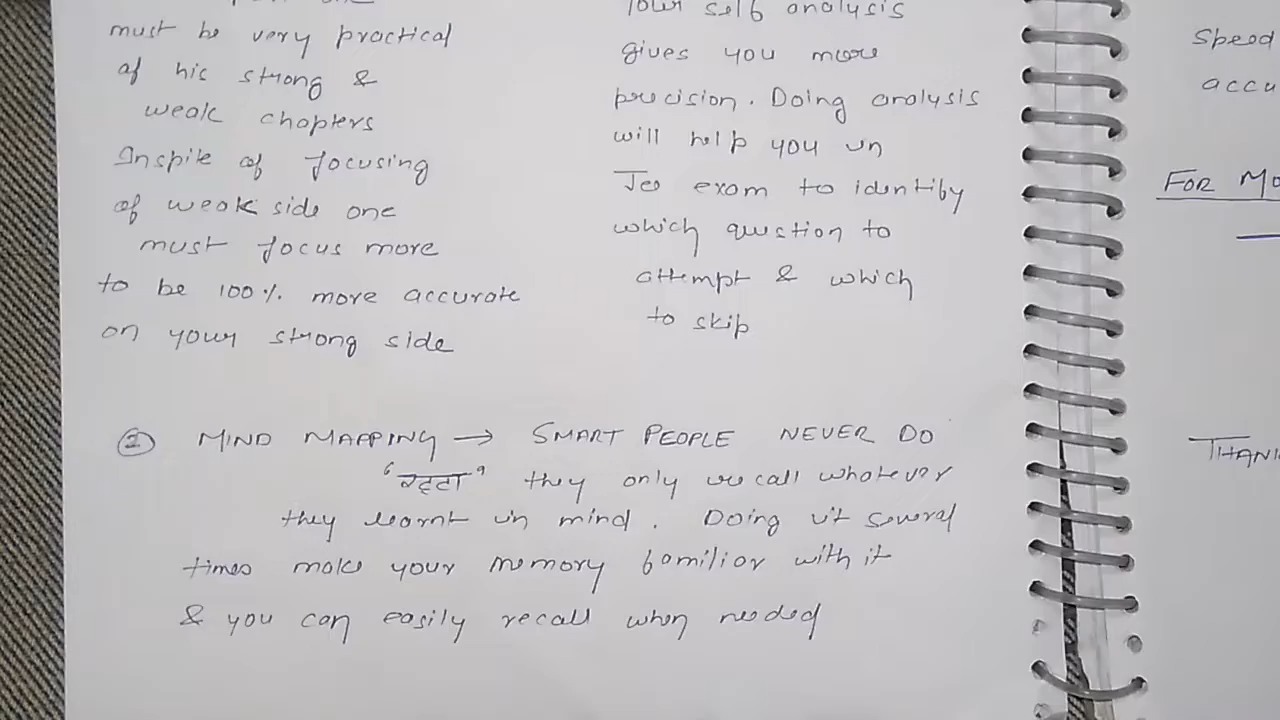 must be very practical
of his strong &
weak chapters
Inspite of focusing
of weak side one
must focus more
to be 100% more accurate
on your strong side
Your self analysis
gives you more
precision. Doing analysis
will help you in
Jee exam to identify
which question to
attempt & which
to skip
② MIND MAPPING → SMART PEOPLE NEVER DO
"रट्टा" they only recall whatever
they learnt in mind. Doing it several
times make your memory familiar with it
& you can easily recall when needed
Speed
accu
FOR MO
THAN